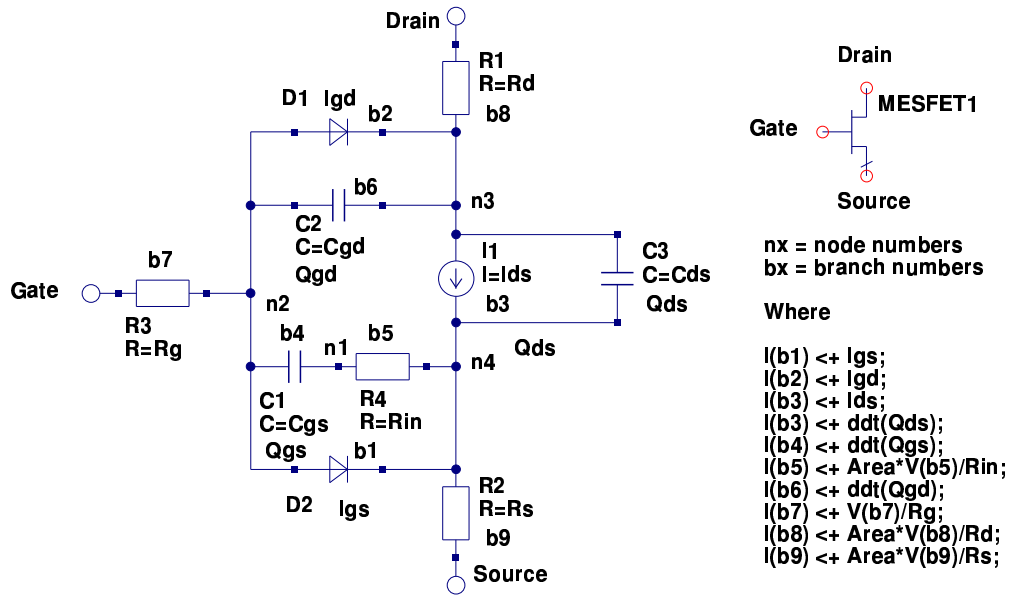 Drain
R1
R=Rd
b8
D1 Igd b2
b6
C2
C=Cgd
Qgd
n3
I1
I=Ids
b3
C3
C=Cds
Qds
Qds
Gate
b7
R3
R=Rg
n2
b4
n1
b5
n4
C1
C=Cgs
Qgs
R4
R=Rin
b1
D2 Igs
R2
R=Rs
b9
Source
Drain
MESFET1
Gate
Source
nx = node numbers
bx = branch numbers
Where
I(b1) <+ Igs;
I(b2) <+ Igd;
I(b3) <+ Ids;
I(b3) <+ ddt(Qds);
I(b4) <+ ddt(Qgs);
I(b5) <+ Area*V(b5)/Rin;
I(b6) <+ ddt(Qgd);
I(b7) <+ V(b7)/Rg;
I(b8) <+ Area*V(b8)/Rd;
I(b9) <+ Area*V(b9)/Rs;